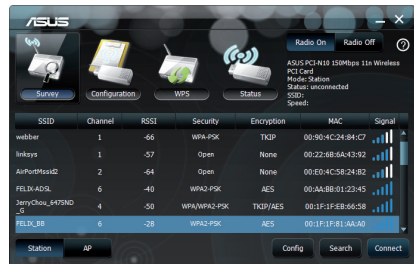 ASUS
Radio On Radio Off
ASUS PCI-N10 150Mbps 11n Wireless
PCI Card
Mode: Station
Status: unconnected
SSID:
Speed:
Survey Configuration WPS Status
SSID Channel RSSI Security Encryption MAC Signal
webber 1 -66 WPA-PSK TKIP 00:90:4C:24:B4:C7
linksys 1 -57 Open None 00:22:6B:6A:43:92
AirPortMssid2 2 -64 Open None 00:E0:4C:58:24:B2
FELIX-ADSL 6 -40 WPA2-PSK AES 00:AA:BB:01:23:45
JerryChou_6475ND
_G 4 -50 WPA/WPA2-PSK TKIP/AES 00:1F:1F:EB:66:58
FELIX_BB 6 -28 WPA2-PSK AES 00:1F:1F:81:AA:A0
Station AP Config Search Connect